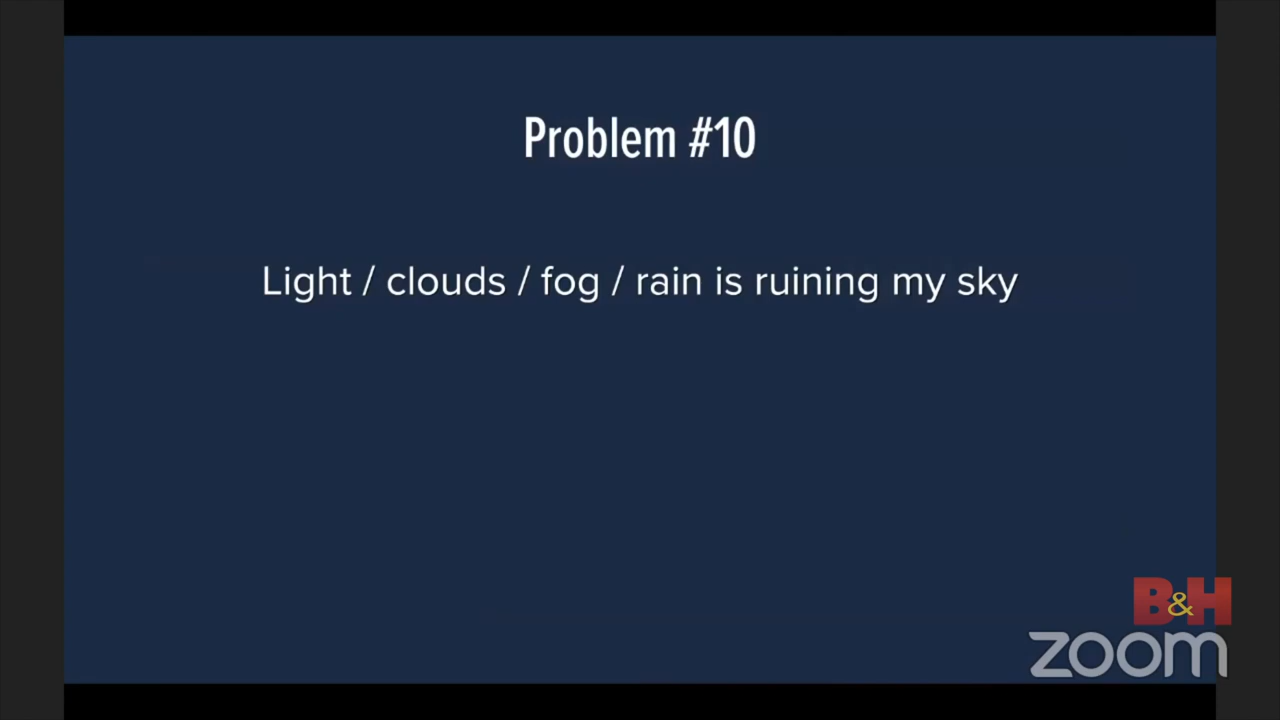 Problem #10
Light / clouds / fog / rain is ruining my sky
B&H
zoom